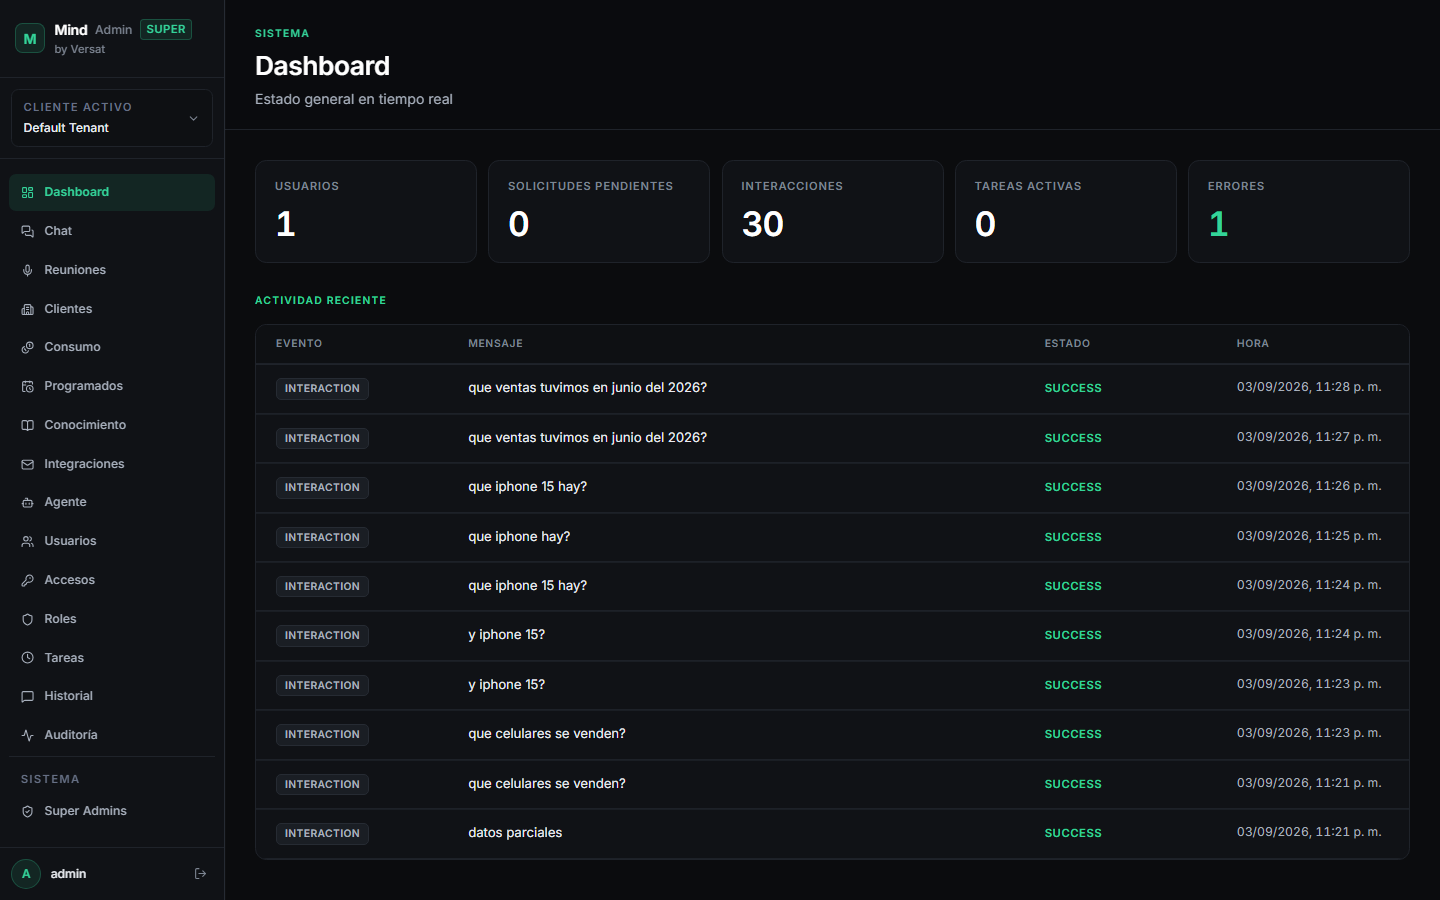 M
Mind Admin SUPER
by Versat
CLIENTE ACTIVO
Default Tenant
Dashboard
Chat
Reuniones
Clientes
Consumo
Programados
Conocimiento
Integraciones
Agente
Usuarios
Accesos
Roles
Tareas
Historial
Auditoría
SISTEMA
Super Admins
A admin
SISTEMA
Dashboard
Estado general en tiempo real
USUARIOS
1
SOLICITUDES PENDIENTES
0
INTERACCIONES
30
TAREAS ACTIVAS
0
ERRORES
1
ACTIVIDAD RECIENTE
EVENTO MENSAJE ESTADO HORA
INTERACTION que ventas tuvimos en junio del 2026? SUCCESS 03/09/2026, 11:28 p. m.
INTERACTION que ventas tuvimos en junio del 2026? SUCCESS 03/09/2026, 11:27 p. m.
INTERACTION que iphone 15 hay? SUCCESS 03/09/2026, 11:26 p. m.
INTERACTION que iphone hay? SUCCESS 03/09/2026, 11:25 p. m.
INTERACTION que iphone 15 hay? SUCCESS 03/09/2026, 11:24 p. m.
INTERACTION y iphone 15? SUCCESS 03/09/2026, 11:24 p. m.
INTERACTION y iphone 15? SUCCESS 03/09/2026, 11:23 p. m.
INTERACTION que celulares se venden? SUCCESS 03/09/2026, 11:23 p. m.
INTERACTION que celulares se venden? SUCCESS 03/09/2026, 11:21 p. m.
INTERACTION datos parciales SUCCESS 03/09/2026, 11:21 p. m.